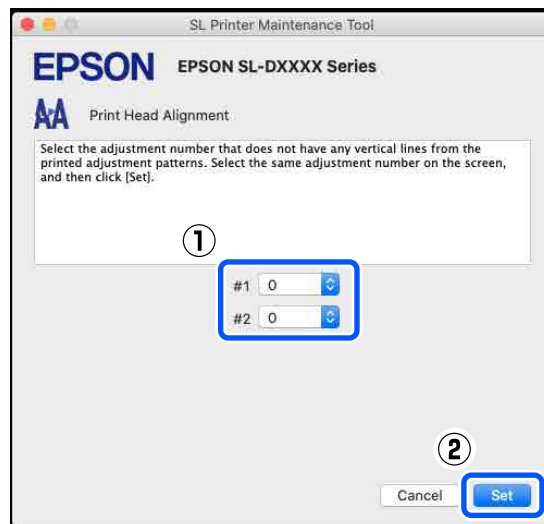 SL Printer Maintenance Tool
EPSON EPSON SL-DXXXX Series
Print Head Alignment
Select the adjustment number that does not have any vertical lines from the
printed adjustment patterns. Select the same adjustment number on the screen,
and then click [Set].
①
#1 0
#2 0
②
Cancel Set